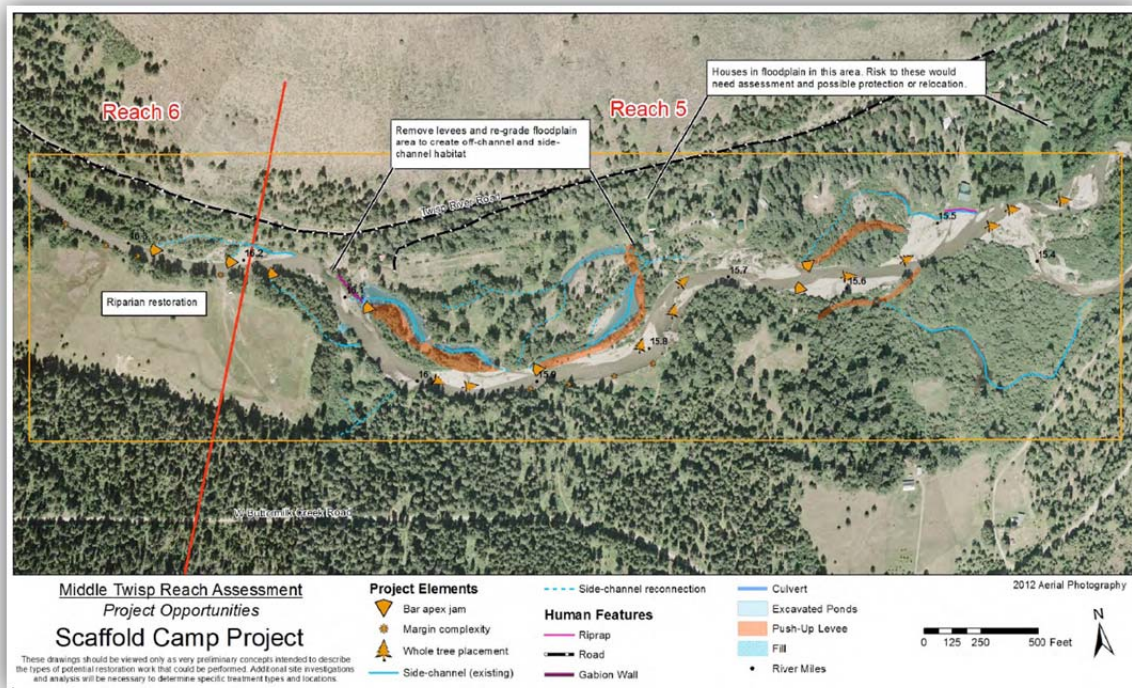 Houses in floodplain in this area. Risk to these would
need assessment and possible protection or relocation.
Reach 6
Reach 5
Remove levees and re-grade floodplain
area to create off-channel and side-
channel habitat
Twisp River Road
15.5
16.2
15.4
15.7
15.6
Riparian restoration
15.8
16
15.9
W Buttermilk Creek Road
Middle Twisp Reach Assessment
Project Opportunities
Scaffold Camp Project
These drawings should be viewed only as very preliminary concepts intended to describe
the types of potential restoration work that could be performed. Additional site investigations
and analysis will be necessary to determine specific treatment types and locations.
Project Elements
Bar apex jam
Margin complexity
Whole tree placement
Side-channel (existing)
Side-channel reconnection
Human Features
Riprap
Road
Gabion Wall
Culvert
Excavated Ponds
Push-Up Levee
Fill
River Miles
2012 Aerial Photography
N
0 125 250 500 Feet